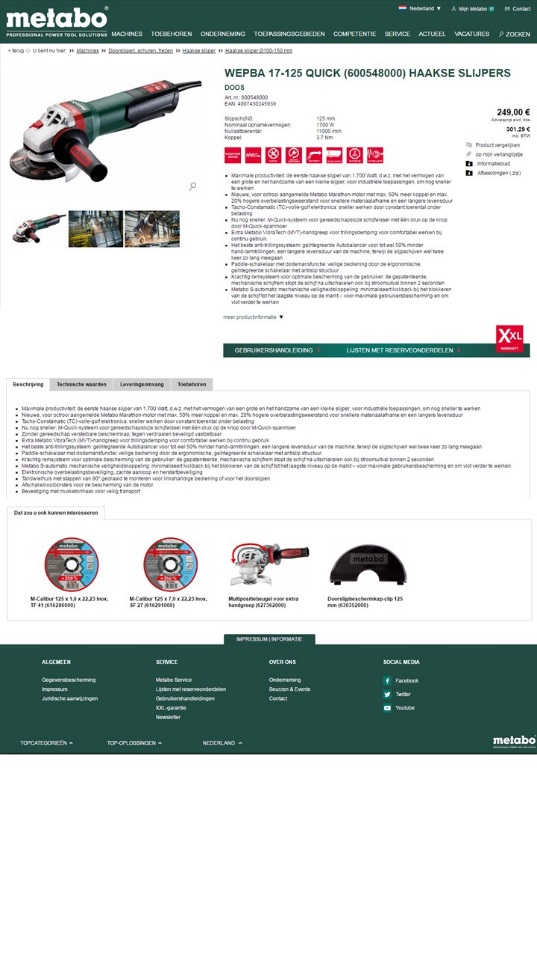 metabo®
PROFESSIONAL POWER TOOL SOLUTIONS
Nederland ▼ Mijn Metabo Contact
MACHINES TOEBEHOREN ONDERNEMING TOEPASSINGSGEBIEDEN COMPETENTIE SERVICE ACTUEEL VACATURES ZOEKEN
< terug U bent nu hier: Machines Doorslijpen, schuren, frezen Haakse slijper Haakse slijper Ø100-150 mm
WEPBA 17-125 QUICK (600548000) HAAKSE SLIJPERS
DOOS
Art. nr.: 600548000
EAN: 4007430245939
Slijpschijf∅: 125 mm
Nominaal opnamevermogen: 1700 W
Nullasttoerental: 11000 /min
Koppel: 3.7 Nm
249,00 €
Adviesprijs excl. btw
301,29 €
incl. BTW
Product vergelijken
op mijn verlanglijstje
Informatieblad
Afbeeldingen (.zip)
Maximale productiviteit: de eerste haakse slijper van 1.700 Watt, d.w.z. met het vermogen van
een grote en het handzame van een kleine slijper, voor industriële toepassingen, om nog sneller
te werken
Nieuwe, voor octrooi aangemelde Metabo Marathon-motor met max. 50% meer koppel en max.
20% hogere overbelastingsweerstand voor snellere materiaalafname en een langere levensduur
Tacho-Constamatic (TC)-volle-golf elektronica: sneller werken door constant toerental onder
belasting
Nu nog sneller: M-Quick-systeem voor gereedschaploze schijfwissel met één druk op de knop
door M-Quick-spanmoer
Extra Metabo VibraTech (MVT)-handgreep voor trillingsdemping voor comfortabel werken bij
continu gebruik
Het beste anti-trillingssysteem: geïntegreerde Autobalancer voor tot wel 50% minder
hand-/armtrillingen, een langere levensduur van de machine, terwijl de slijpschijven wel twee
keer zo lang meegaan
Paddle-schakelaar met dodemansfunctie: veilige bediening door de ergonomische,
geïntegreerde schakelaar met antislip structuur
Krachtig remsysteem voor optimale bescherming van de gebruiker: de gepatenteerde,
mechanische schijfrem stopt de schijf na uitschakelen ook bij stroomuitval binnen 2 seconden
Metabo S-automatic mechanische veiligheidskoppeling: minimaliseert kickback bij het blokkeren
van de schijf tot het laagste niveau op de markt – voor maximale gebruikersbescherming en om
vlot verder te werken
meer productinformatie ▼
XXL
GEBRUIKERSHANDLEIDING LIJSTEN MET RESERVEONDERDELEN
Beschrijving Technische waarden Leveringsomvang Toebehoren
Maximale productiviteit: de eerste haakse slijper van 1.700 Watt, d.w.z. met het vermogen van een grote en het handzame van een kleine slijper, voor industriële toepassingen, om nog sneller te werken
Nieuwe, voor octrooi aangemelde Metabo Marathon-motor met max. 50% meer koppel en max. 20% hogere overbelastingsweerstand voor snellere materiaalafname en een langere levensduur
Tacho-Constamatic (TC)-volle-golf elektronica: sneller werken door constant toerental onder belasting
Nu nog sneller: M-Quick-systeem voor gereedschaploze schijfwissel met één druk op de knop door M-Quick-spanmoer
Zonder gereedschap verstelbare beschermkap; tegen verdraaien beveiligd vastzetbaar
Extra Metabo VibraTech (MVT)-handgreep voor trillingsdemping voor comfortabel werken bij continu gebruik
Het beste anti-trillingssysteem: geïntegreerde Autobalancer voor tot wel 50% minder hand-/armtrillingen, een langere levensduur van de machine, terwijl de slijpschijven wel twee keer zo lang meegaan
Paddle-schakelaar met dodemansfunctie: veilige bediening door de ergonomische, geïntegreerde schakelaar met antislip structuur
Krachtig remsysteem voor optimale bescherming van de gebruiker: de gepatenteerde, mechanische schijfrem stopt de schijf na uitschakelen ook bij stroomuitval binnen 2 seconden
Metabo S-automatic mechanische veiligheidskoppeling: minimaliseert kickback bij het blokkeren van de schijf tot het laagste niveau op de markt – voor maximale gebruikersbescherming en om vlot verder te werken
Elektronische overbelastingsbeveiliging, zachte aanloop en herstartbeveiliging
Tandwielhuis met stappen van 90° gedraaid te monteren voor linkshandige bediening of voor het doorslijpen
Afschakelkoolborstels voor de bescherming van de motor
Bevestiging met muilschroef voor veilig transport
Dat zou u ook kunnen interesseren
M-Calibur 125 x 1,6 x 22,23 Inox,
TF 41 (616286000)
M-Calibur 125 x 7,0 x 22,23 Inox,
SF 27 (616291000)
Multipositiebeugel voor extra
handgreep (627362000)
Doorslijpbeschermkap-clip 125
mm (630352000)
IMPRESSUM | INFORMATIE
ALGEMEEN
Gegevensbescherming
Impressum
Juridische aanwijzingen
SERVICE
Metabo Service
Lijsten met reserveonderdelen
Gebruikershandleidingen
XXL-garantie
Newsletter
OVER ONS
Onderneming
Beurzen & Events
Contact
SOCIAL MEDIA
Facebook
Twitter
Youtube
TOPCATEGORIEËN TOP-OPLOSSINGEN NEDERLAND
metabo